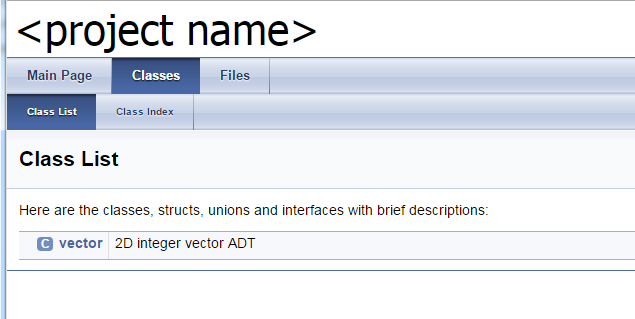 <project name>
Main Page Classes Files
Class List Class Index
Class List
Here are the classes, structs, unions and interfaces with brief descriptions:
C vector 2D integer vector ADT